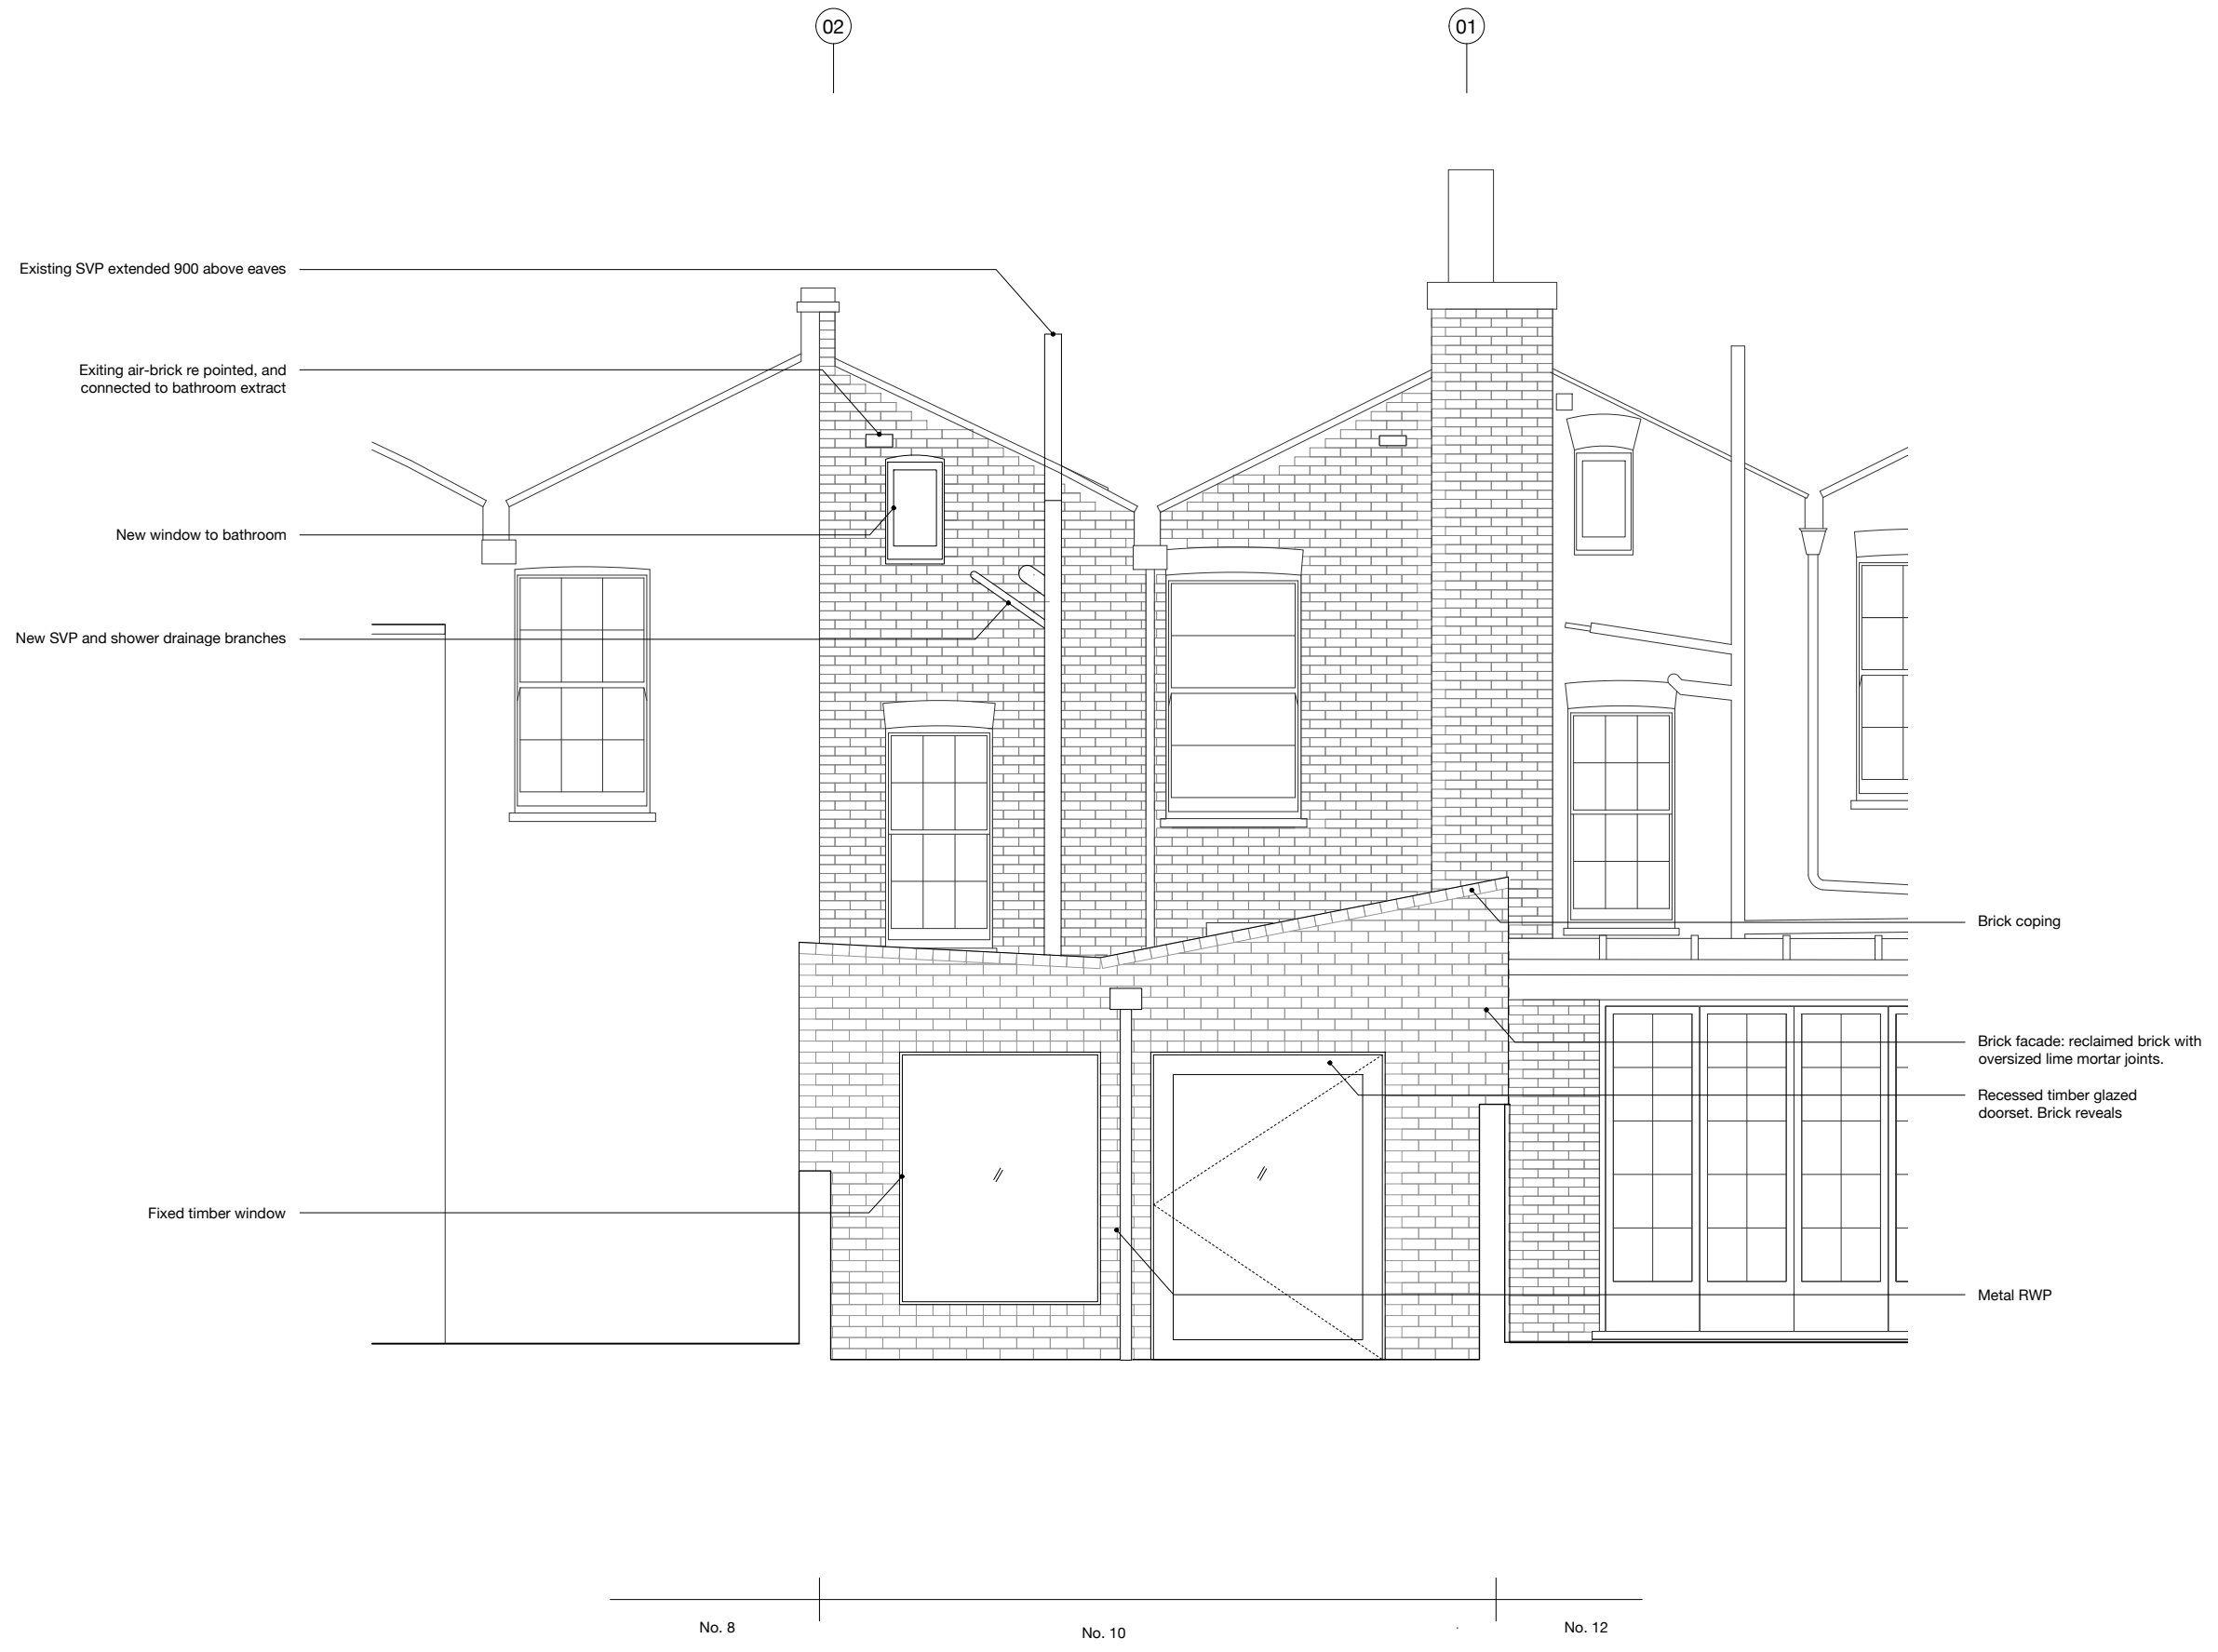 02
01
Existing SVP extended 900 above eaves
Exiting air-brick re pointed, and
connected to bathroom extract
New window to bathroom
New SVP and shower drainage branches
Brick coping
Brick facade: reclaimed brick with
oversized lime mortar joints.
Recessed timber glazed
doorset. Brick reveals
Fixed timber window
Metal RWP
No. 8
No. 10
No. 12